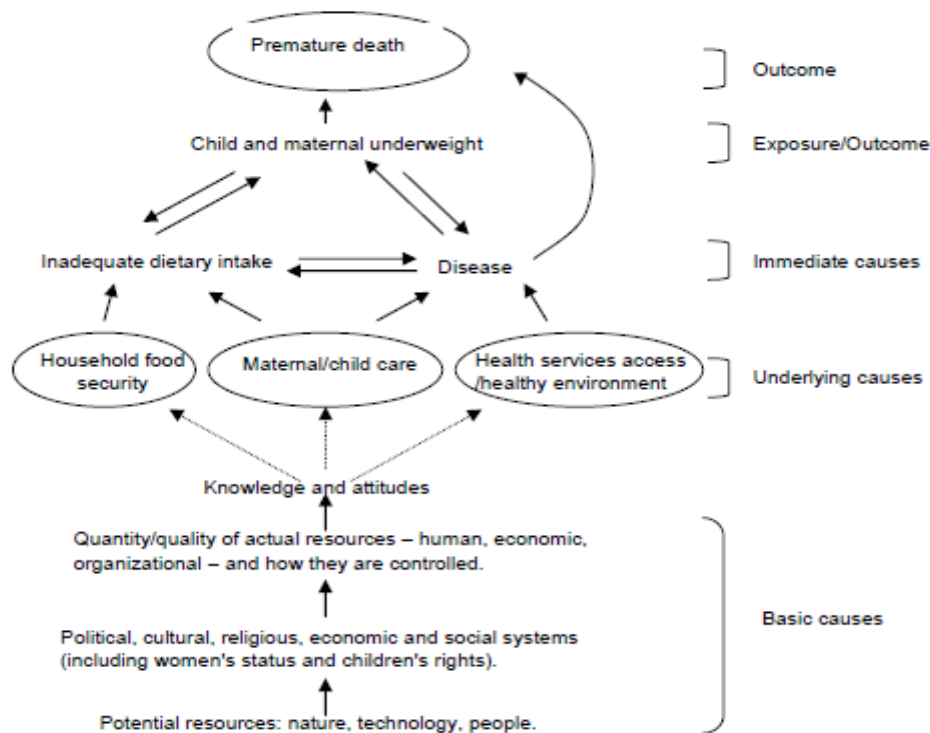 Premature death
Outcome
Child and maternal underweight
Exposure/Outcome
Inadequate dietary intake
Disease
Immediate causes
Household food
security
Maternal/child care
Health services access
/healthy environment
Underlying causes
Knowledge and attitudes
Quantity/quality of actual resources – human, economic,
organizational – and how they are controlled.
Basic causes
Political, cultural, religious, economic and social systems
(including women's status and children's rights).
Potential resources: nature, technology, people.